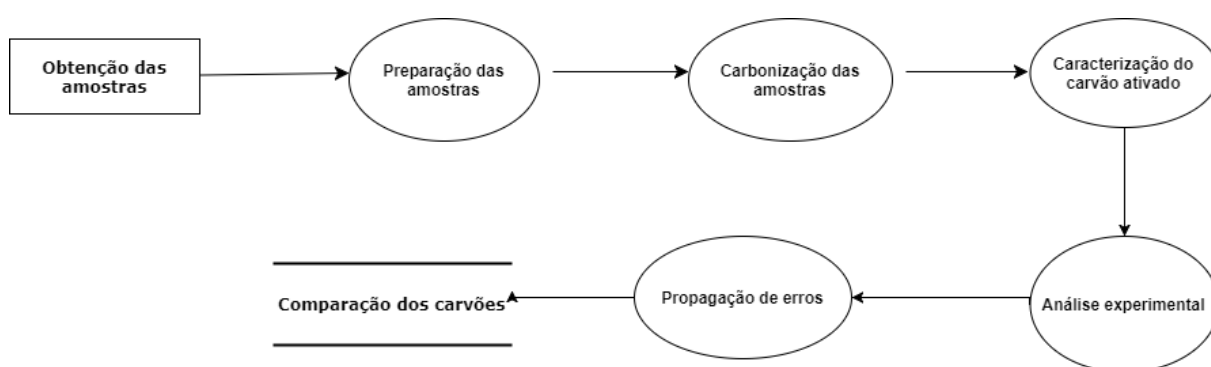 Obtenção das
amostras
Preparação das
amostras
Carbonização das
amostras
Caracterização do
carvão ativado
Análise experimental
Propagação de erros
Comparação dos carvões